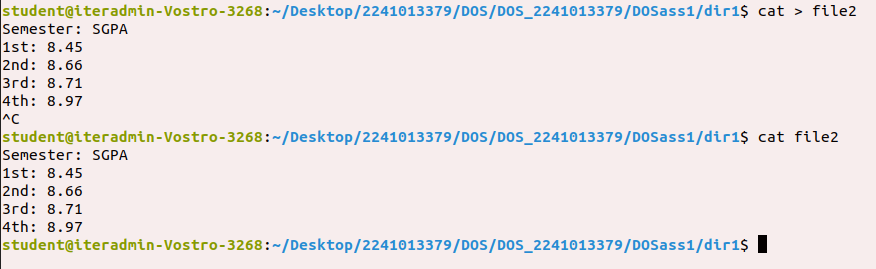 student@iteradmin-Vostro-3268:~/Desktop/2241013379/DOS/DOS_2241013379/DOSass1/dir1$ cat > file2
Semester: SGPA
1st: 8.45
2nd: 8.66
3rd: 8.71
4th: 8.97
^C
student@iteradmin-Vostro-3268:~/Desktop/2241013379/DOS/DOS_2241013379/DOSass1/dir1$ cat file2
Semester: SGPA
1st: 8.45
2nd: 8.66
3rd: 8.71
4th: 8.97
student@iteradmin-Vostro-3268:~/Desktop/2241013379/DOS/DOS_2241013379/DOSass1/dir1$